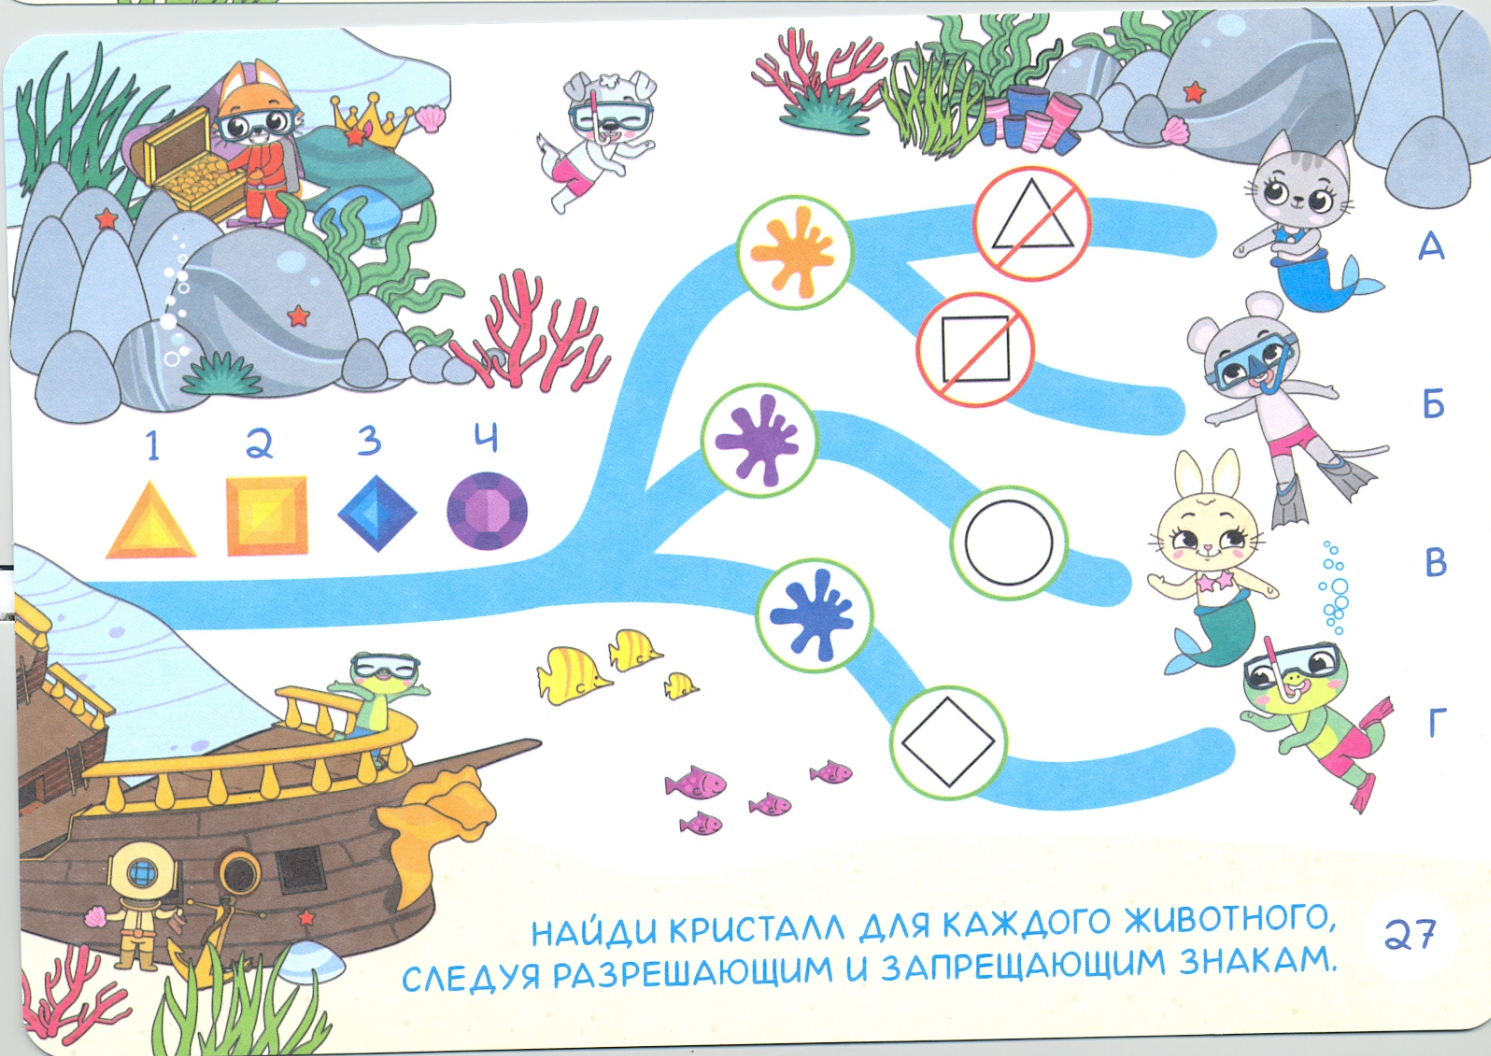 А
Б
1 2 3 4
В
Г
НАЙДИ КРИСТАЛЛ ДЛЯ КАЖДОГО ЖИВОТНОГО,
СЛЕДУЯ РАЗРЕШАЮЩИМ И ЗАПРЕЩАЮЩИМ ЗНАКАМ.
27